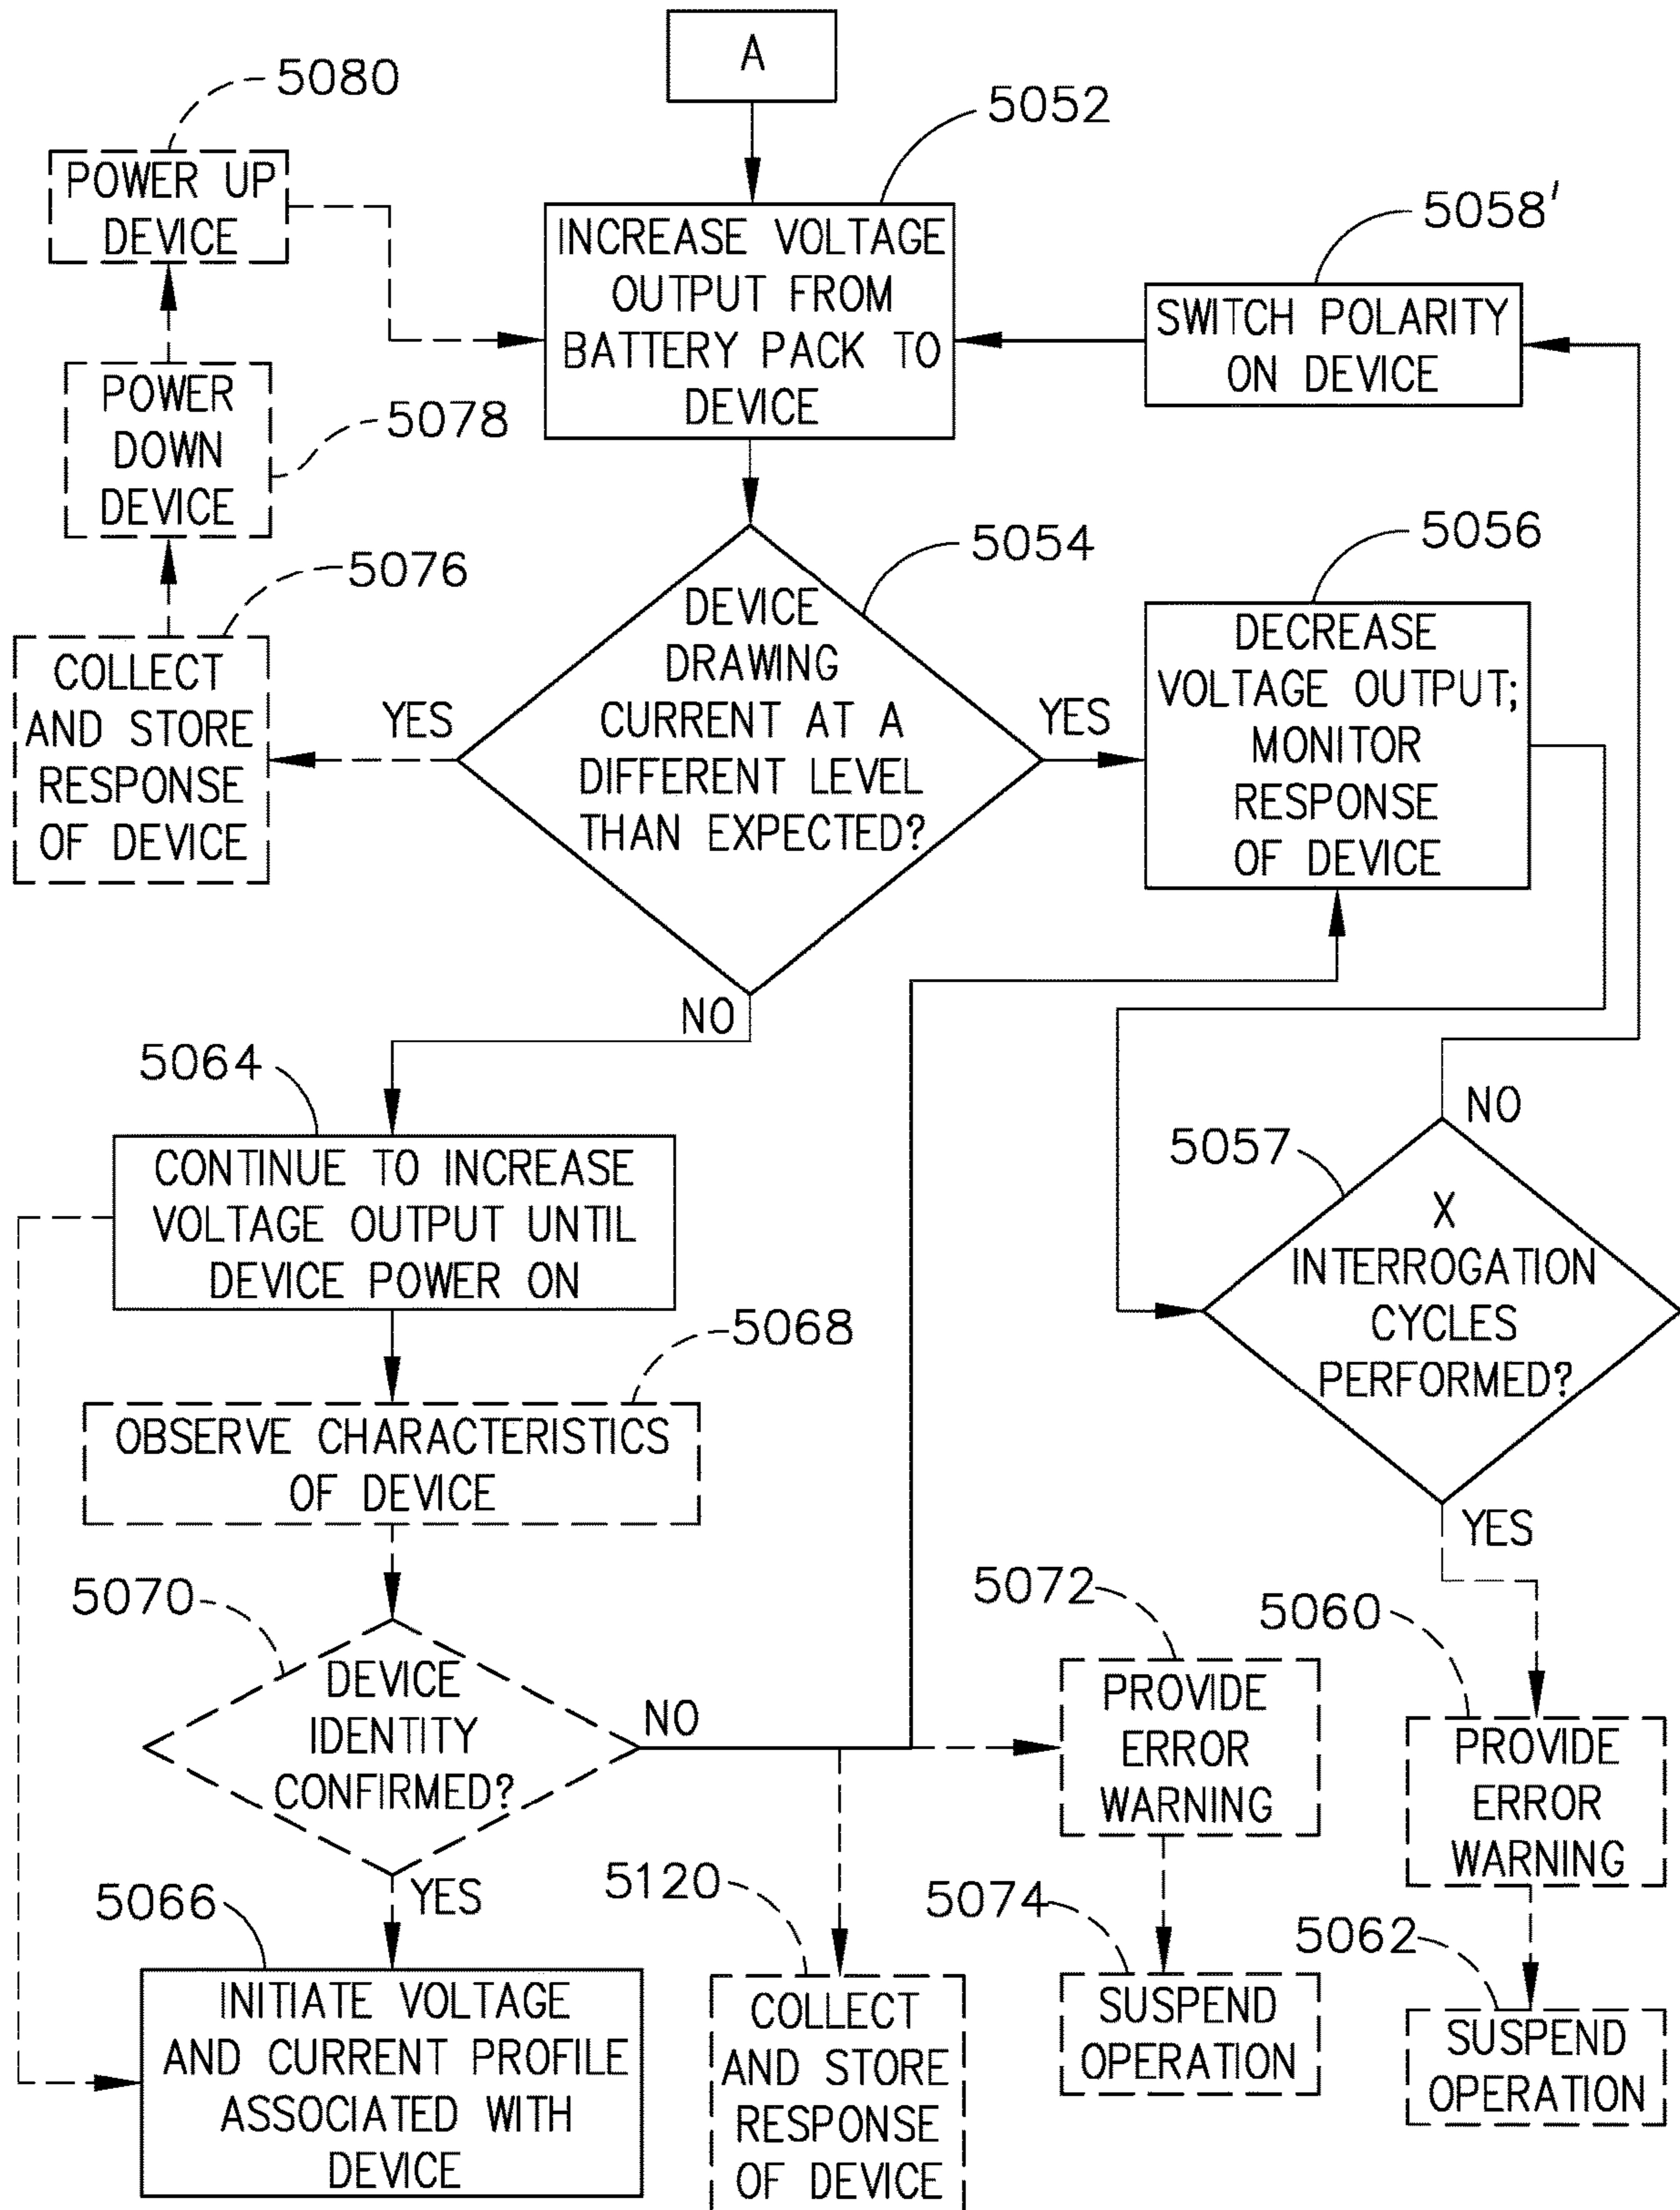 A
5080
5052
POWER UP
DEVICE
INCREASE VOLTAGE
OUTPUT FROM
BATTERY PACK TO
DEVICE
5058'
SWITCH POLARITY
ON DEVICE
POWER
DOWN
DEVICE
5078
5076
COLLECT
AND STORE
RESPONSE
OF DEVICE
YES
5054
DEVICE
DRAWING
CURRENT AT A
DIFFERENT LEVEL
THAN EXPECTED?
YES
5056
DECREASE
VOLTAGE OUTPUT;
MONITOR
RESPONSE
OF DEVICE
NO
5064
CONTINUE TO INCREASE
VOLTAGE OUTPUT UNTIL
DEVICE POWER ON
NO
5057
X
INTERROGATION
CYCLES
PERFORMED?
YES
5068
OBSERVE CHARACTERISTICS
OF DEVICE
5070
DEVICE
IDENTITY
CONFIRMED?
NO
YES
5072
PROVIDE
ERROR
WARNING
5060
PROVIDE
ERROR
WARNING
5066
INITIATE VOLTAGE
AND CURRENT PROFILE
ASSOCIATED WITH
DEVICE
5120
COLLECT
AND STORE
RESPONSE
OF DEVICE
5074
SUSPEND
OPERATION
5062
SUSPEND
OPERATION